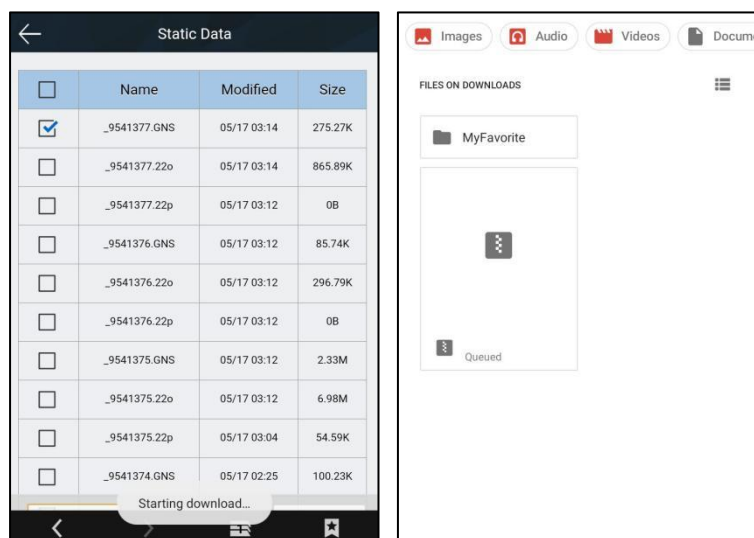 Static Data
Name Modified Size
_9541377.GNS 05/17 03:14 275.27K
_9541377.22o 05/17 03:14 865.89K
_9541377.22p 05/17 03:12 0B
_9541376.GNS 05/17 03:12 85.74K
_9541376.22o 05/17 03:12 296.79K
_9541376.22p 05/17 03:12 0B
_9541375.GNS 05/17 03:12 2.33M
_9541375.22o 05/17 03:12 6.98M
_9541375.22p 05/17 03:04 54.59K
_9541374.GNS 05/17 02:25 100.23K
Starting download...
Images Audio Videos Docume
FILES ON DOWNLOADS
MyFavorite
Queued